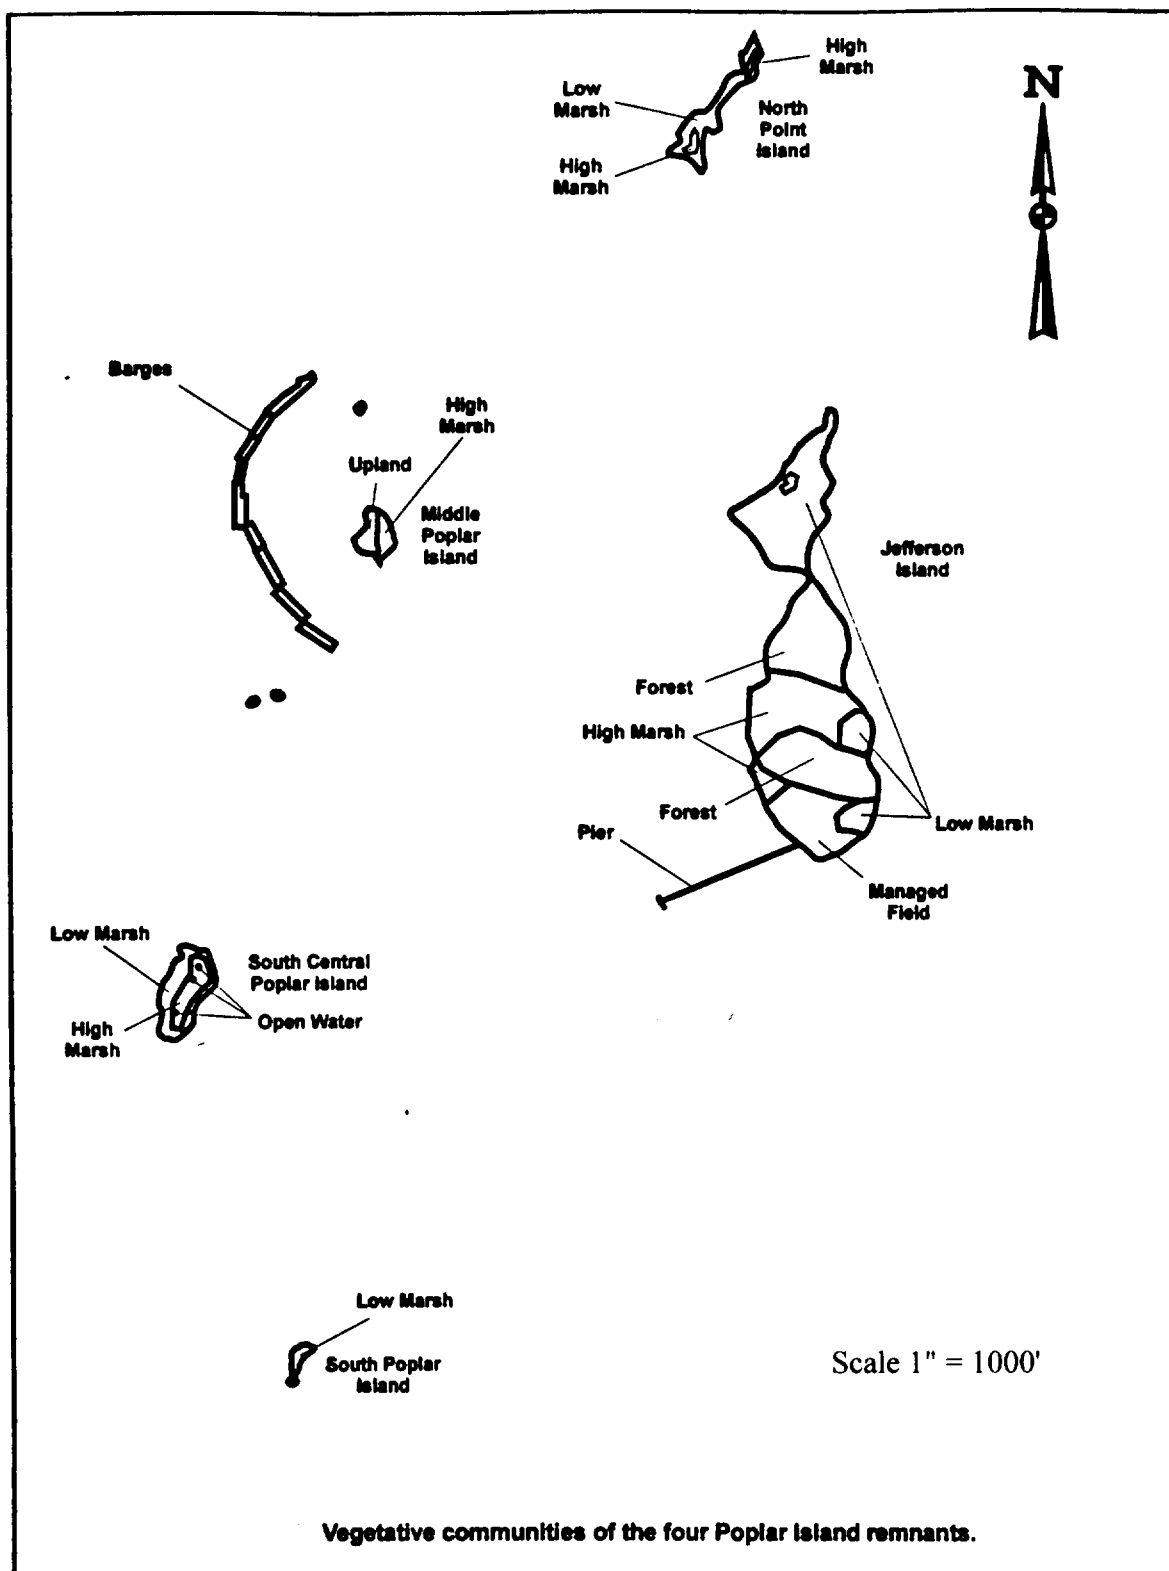 High
Marsh
Low
Marsh
North
Point
Island
High
Marsh
N
Barges
High
Marsh
Upland
Middle
Poplar
Island
Jefferson
Island
Forest
High Marsh
Forest
Pier
Low Marsh
Managed
Field
Low Marsh
South Central
Poplar Island
Open Water
High
Marsh
Low Marsh
South Poplar
Island
Scale 1" = 1000'
Vegetative communities of the four Poplar Island remnants.